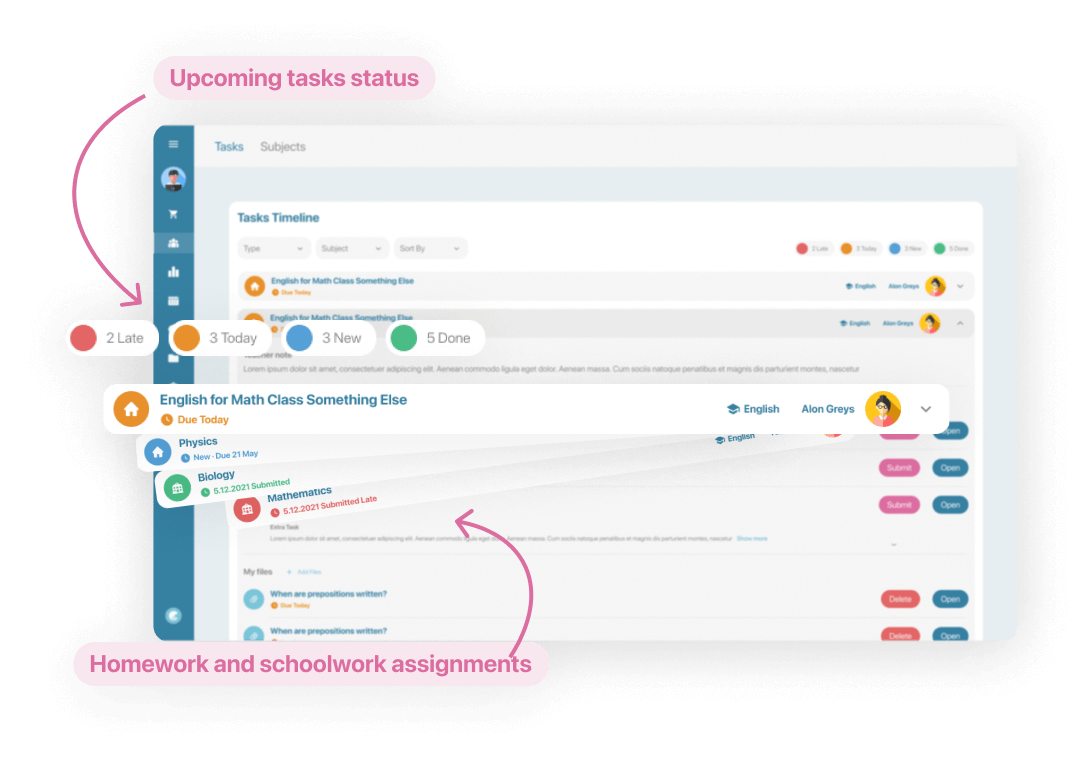 Upcoming tasks status
Tasks Subjects
Tasks Timeline
Type Subject Sort By 2 Late 3 Today 3 New 5 Done
English for Math Class Something Else
Due Today
English Alon Greys
English for Math Class Something Else
English Alon Greys
2 Late 3 Today 3 New 5 Done
note
Lorem ipsum dolor sit amet, consectetuer adipiscing elit. Aenean commodo ligula eget dolor. Aenean massa. Cum sociis natoque penatibus et magnis dis parturient montes, nascetur
English for Math Class Something Else
Due Today
English Alon Greys
Open
Physics
New - Due 21 May
English
Biology
5.12.2021 Submitted
Submit Open
Mathematics
5.12.2021 Submitted Late
Submit Open
Extra Task
Lorem ipsum dolor sit amet, consectetuer adipiscing elit. Aenean commodo ligula eget dolor. Aenean massa. Cum sociis natoque penatibus et magnis dis parturient montes, nascetur Show more
My files + Add Files
When are prepositions written?
Due Today
Delete Open
When are prepositions written?
Delete Open
Homework and schoolwork assignments